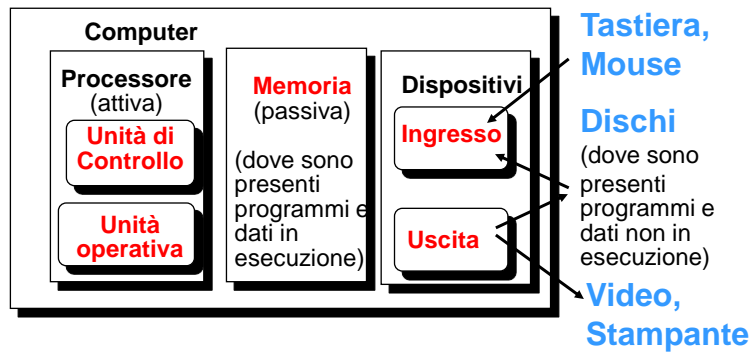 Computer
Processore
(attiva)
Unità di
Controllo
Unità
operativa
Memoria
(passiva)
(dove sono
presenti
programmi e
dati in
esecuzione)
Dispositivi
Ingresso
Uscita
Tastiera,
Mouse
Dischi
(dove sono
presenti
programmi e
dati non in
esecuzione)
Video,
Stampante